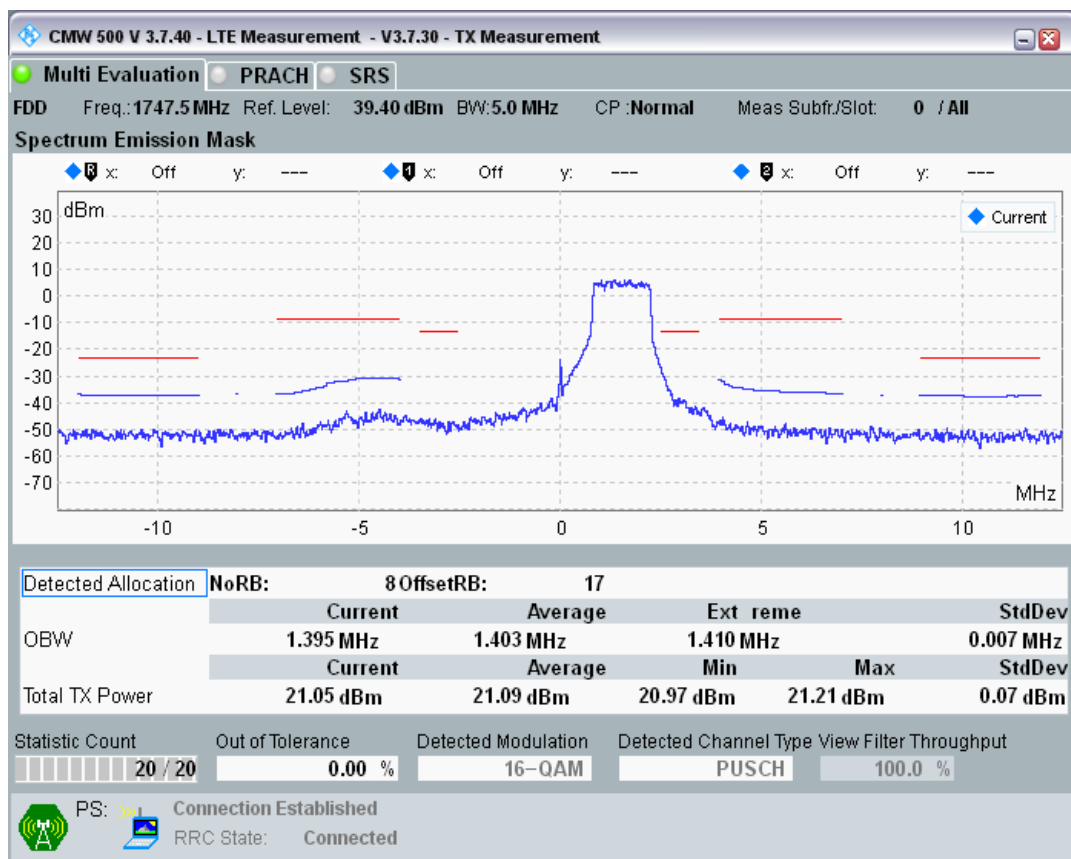 CMW 500 V 3.7.40 - LTE Measurement - V3.7.30 - TX Measurement
Multi Evaluation PRACH SRS
FDD Freq.: 1747.5 MHz Ref. Level: 39.40 dBm BW: 5.0 MHz CP : Normal Meas Subfr./Slot: 0 / All
Spectrum Emission Mask
R x: Off y: --- 1 x: Off y: --- 2 x: Off y: ---
dBm
Current
30
20
10
0
-10
-20
-30
-40
-50
-60
-70
MHz
-10 -5 0 5 10
Detected Allocation NoRB: 8 OffsetRB: 17
Current Average Ext reme StdDev
OBW 1.395 MHz 1.403 MHz 1.410 MHz 0.007 MHz
Current Average Min Max StdDev
Total TX Power 21.05 dBm 21.09 dBm 20.97 dBm 21.21 dBm 0.07 dBm
Statistic Count Out of Tolerance Detected Modulation Detected Channel Type View Filter Throughput
20 / 20 0.00 % 16-QAM PUSCH 100.0 %
PS: Connection Established
RRC State: Connected